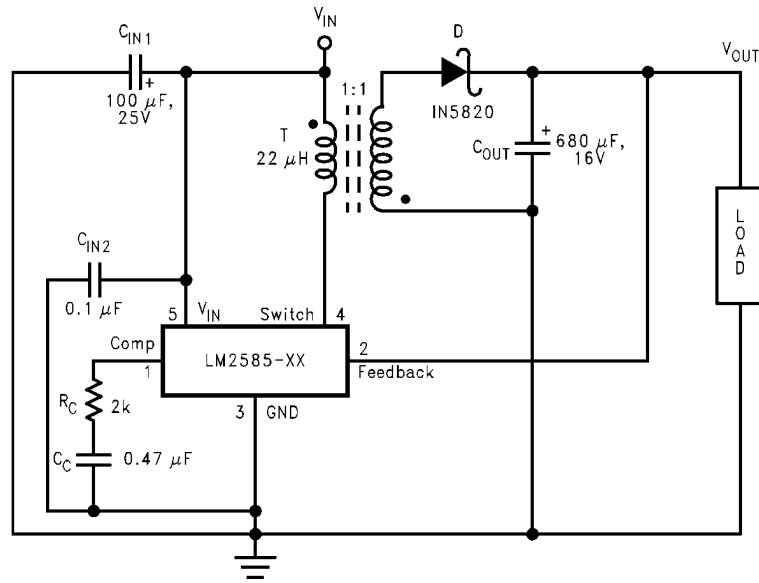 C_IN1
+
100 μF,
25V
V_IN
D
IN5820
V_OUT
1:1
T
22 μH
C_OUT
+
680 μF,
16V
LOAD
C_IN2
0.1 μF
5
V_IN
Switch
4
Comp
1
LM2585-XX
2
Feedback
3
GND
R_C
2k
C_C
0.47 μF